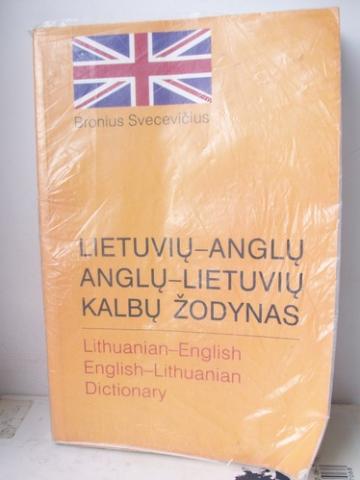 Bronius Svecevičius
LIETUVIŲ–ANGLŲ
ANGLŲ–LIETUVIŲ
KALBŲ ŽODYNAS
Lithuanian–English
English–Lithuanian
Dictionary